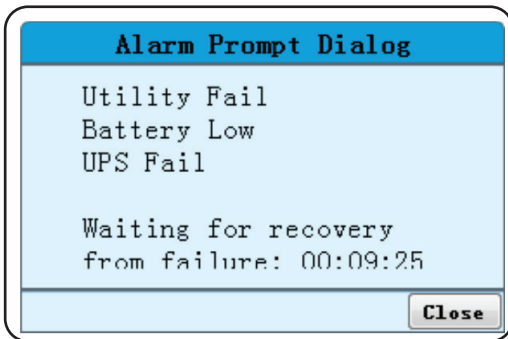 Alarm Prompt Dialog
Utility Fail
Battery Low
UPS Fail
Waiting for recovery
from failure: 00:09:25
Close